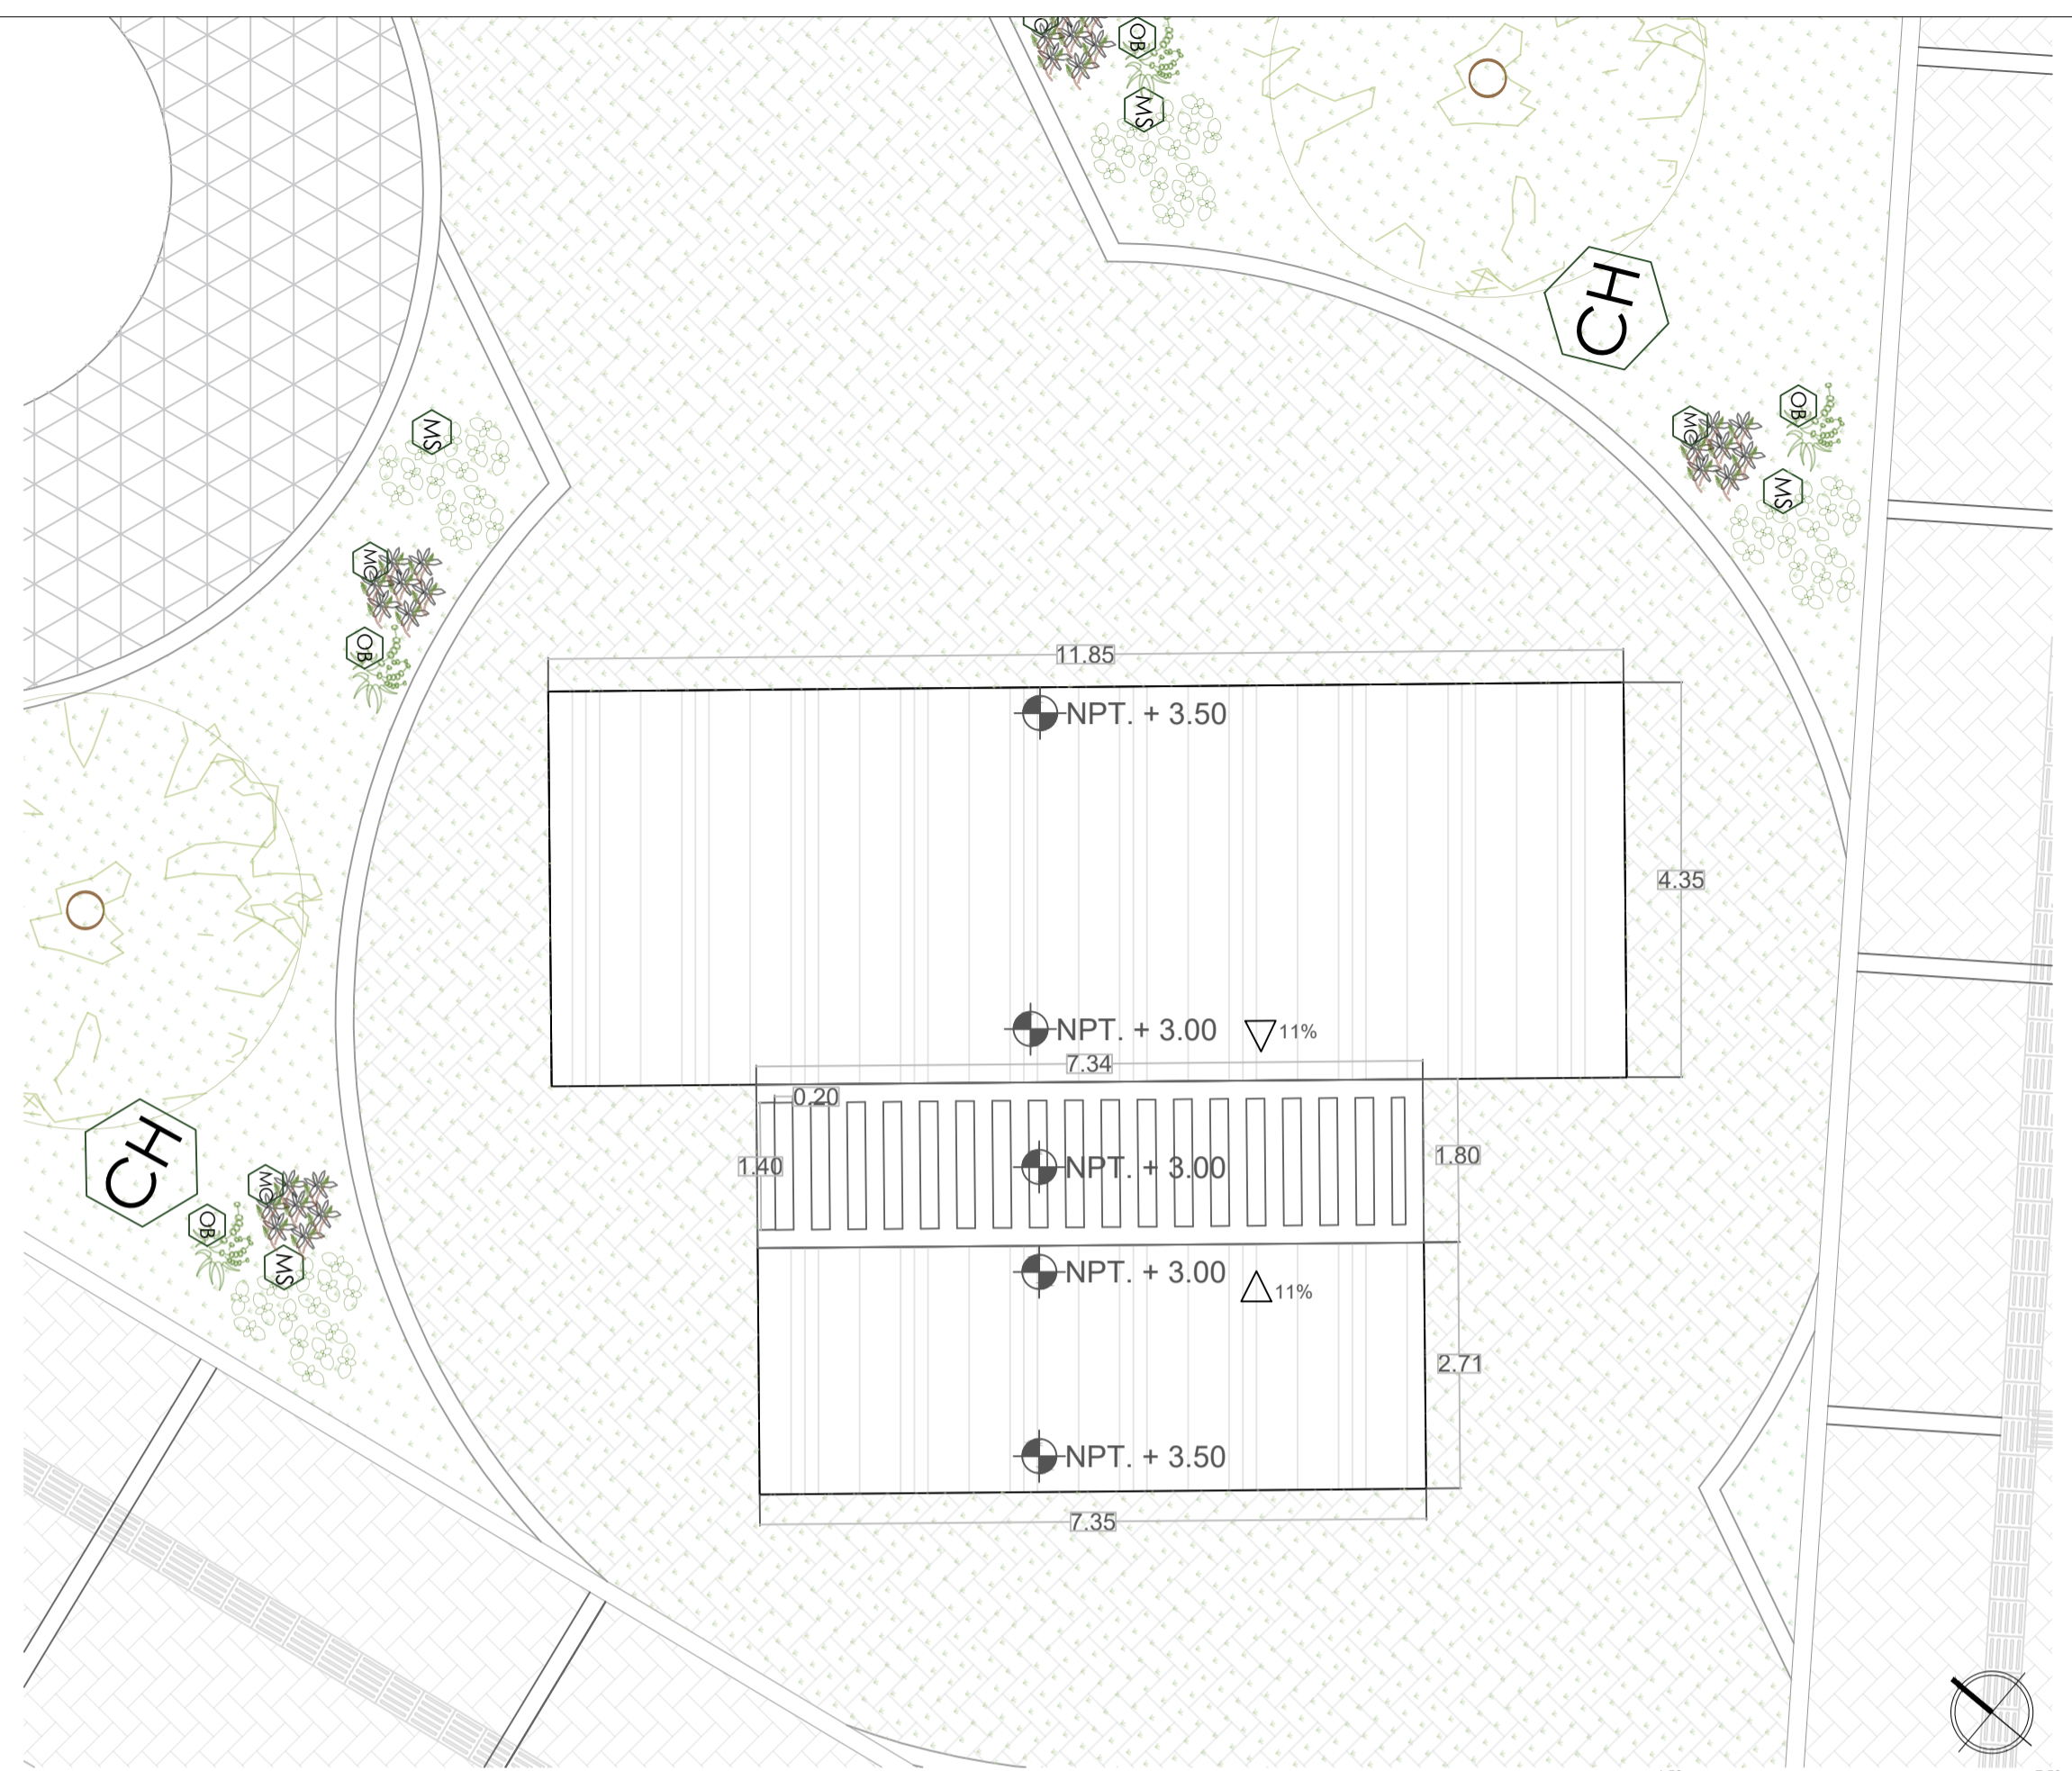 OB
MS
CH
OB
MG
MS
MS
MG
OB
11.85
NPT. + 3.50
4.35
NPT. + 3.00
11%
7.34
0.20
1.40
NPT. + 3.00
1.80
CH
MG
OB
MS
NPT. + 3.00
11%
2.71
NPT. + 3.50
7.35